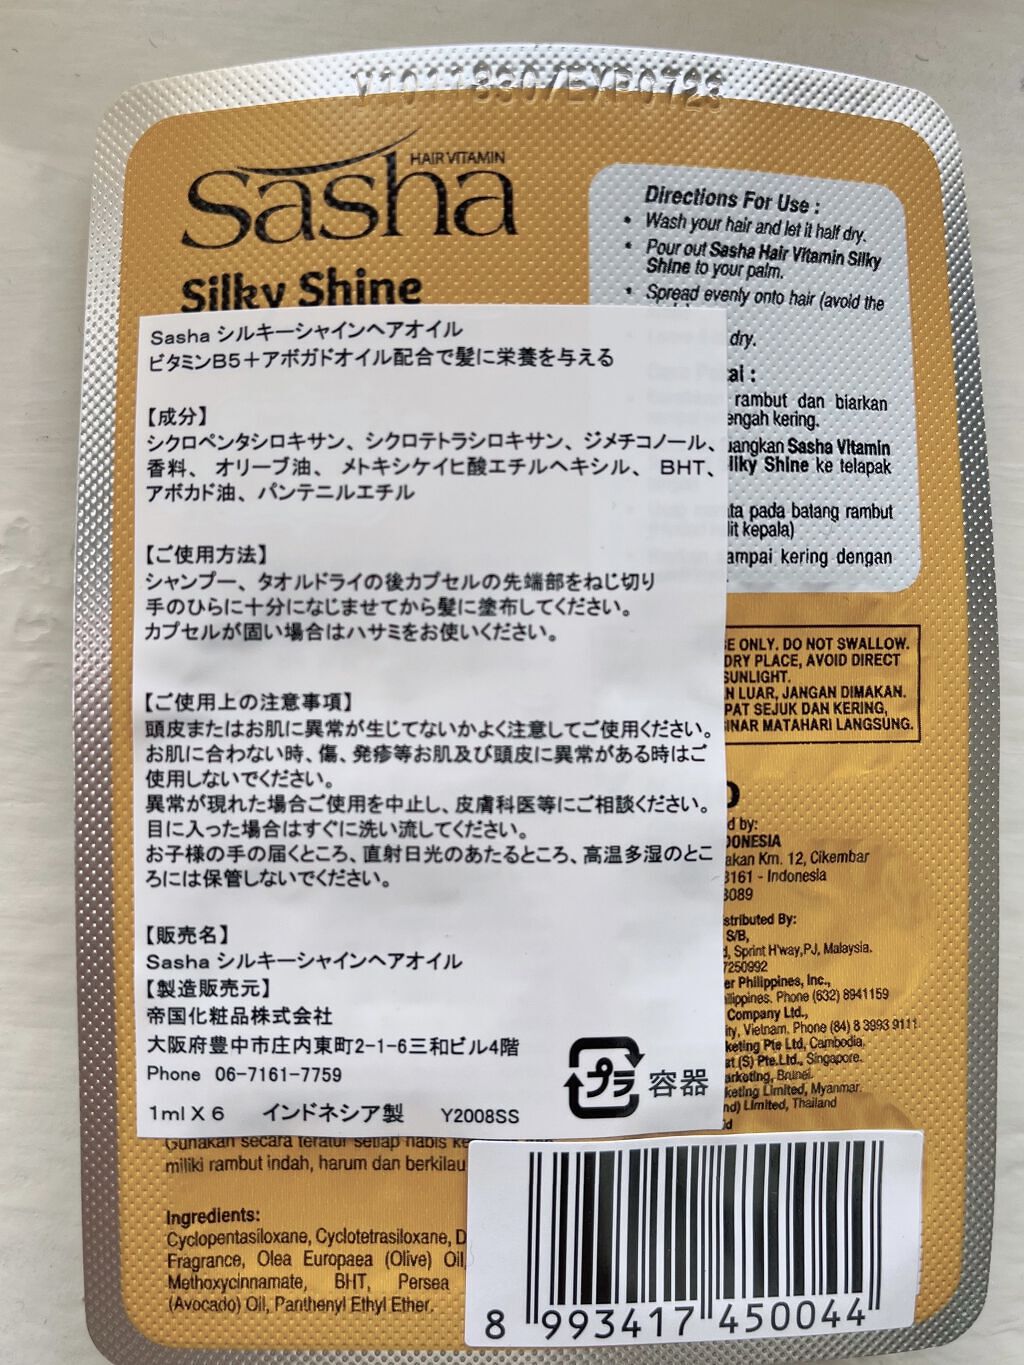 HAIR VITAMIN
sasha
Silky Shine
Directions For Use :
• Wash your hair and let it half dry.
• Pour out Sasha Hair Vitamin Silky
Shine to your palm.
• Spread evenly onto hair (avoid the
dry.
rambut dan biarkan
kering.
Sasha Vitamin
Shine ke telapak
pada batang rambut
kepala)
kering dengan
Sasha シルキーシャインヘアオイル
ビタミンB5＋アボガドオイル配合で髪に栄養を与える
【成分】
シクロペンタシロキサン、シクロテトラシロキサン、ジメチコノール、
香料、 オリーブ油、 メトキシケイヒ酸エチルヘキシル、 BHT、
アボカド油、パンテニルエチル
【ご使用方法】
シャンプー、タオルドライの後カプセルの先端部をねじ切り
手のひらに十分になじませてから髪に塗布してください。
カプセルが固い場合はハサミをお使いください。
【ご使用上の注意事項】
頭皮またはお肌に異常が生じてないかよく注意してご使用ください。
お肌に合わない時、傷、発疹等お肌及び頭皮に異常がある時はご
使用しないでください。
異常が現れた場合ご使用を中止し、皮膚科医等にご相談ください。
目に入った場合はすぐに洗い流してください。
お子様の手の届くところ、直射日光のあたるところ、高温多湿のとこ
ろには保管しないでください。
【販売名】
Sasha シルキーシャインヘアオイル
【製造販売元】
帝国化粧品株式会社
大阪府豊中市庄内東町2-1-6三和ビル4階
Phone 06-7161-7759
1ml X 6 インドネシア製 Y2008SS
プラ 容器
ONLY. DO NOT SWALLOW.
DRY PLACE, AVOID DIRECT
SUNLIGHT.
LUAR, JANGAN DIMAKAN.
SEJUK DAN KERING,
MATAHARI LANGSUNG.
by:
Km. 12, Cikembar
- Indonesia
By:
S/B,
Sprint H'way,PJ, Malaysia.
Philippines, Inc.,
Phone (632) 8941159
Company Ltd.,
Vietnam. Phone (84) 8 3993 9111
Pte Ltd, Cambodia.
(S) Pte.Ltd., Singapore.
Brunei.
Limited, Myanmar.
Limited, Thailand
Gunakan secara teratur setiap habis
miliki rambut indah, harum dan berkilau
Ingredients:
Cyclopentasiloxane, Cyclotetrasiloxane,
Fragrance, Olea Europaea (Olive) Oil,
Methoxycinnamate, BHT, Persea
(Avocado) Oil, Panthenyl Ethyl Ether.
8 993417 450044